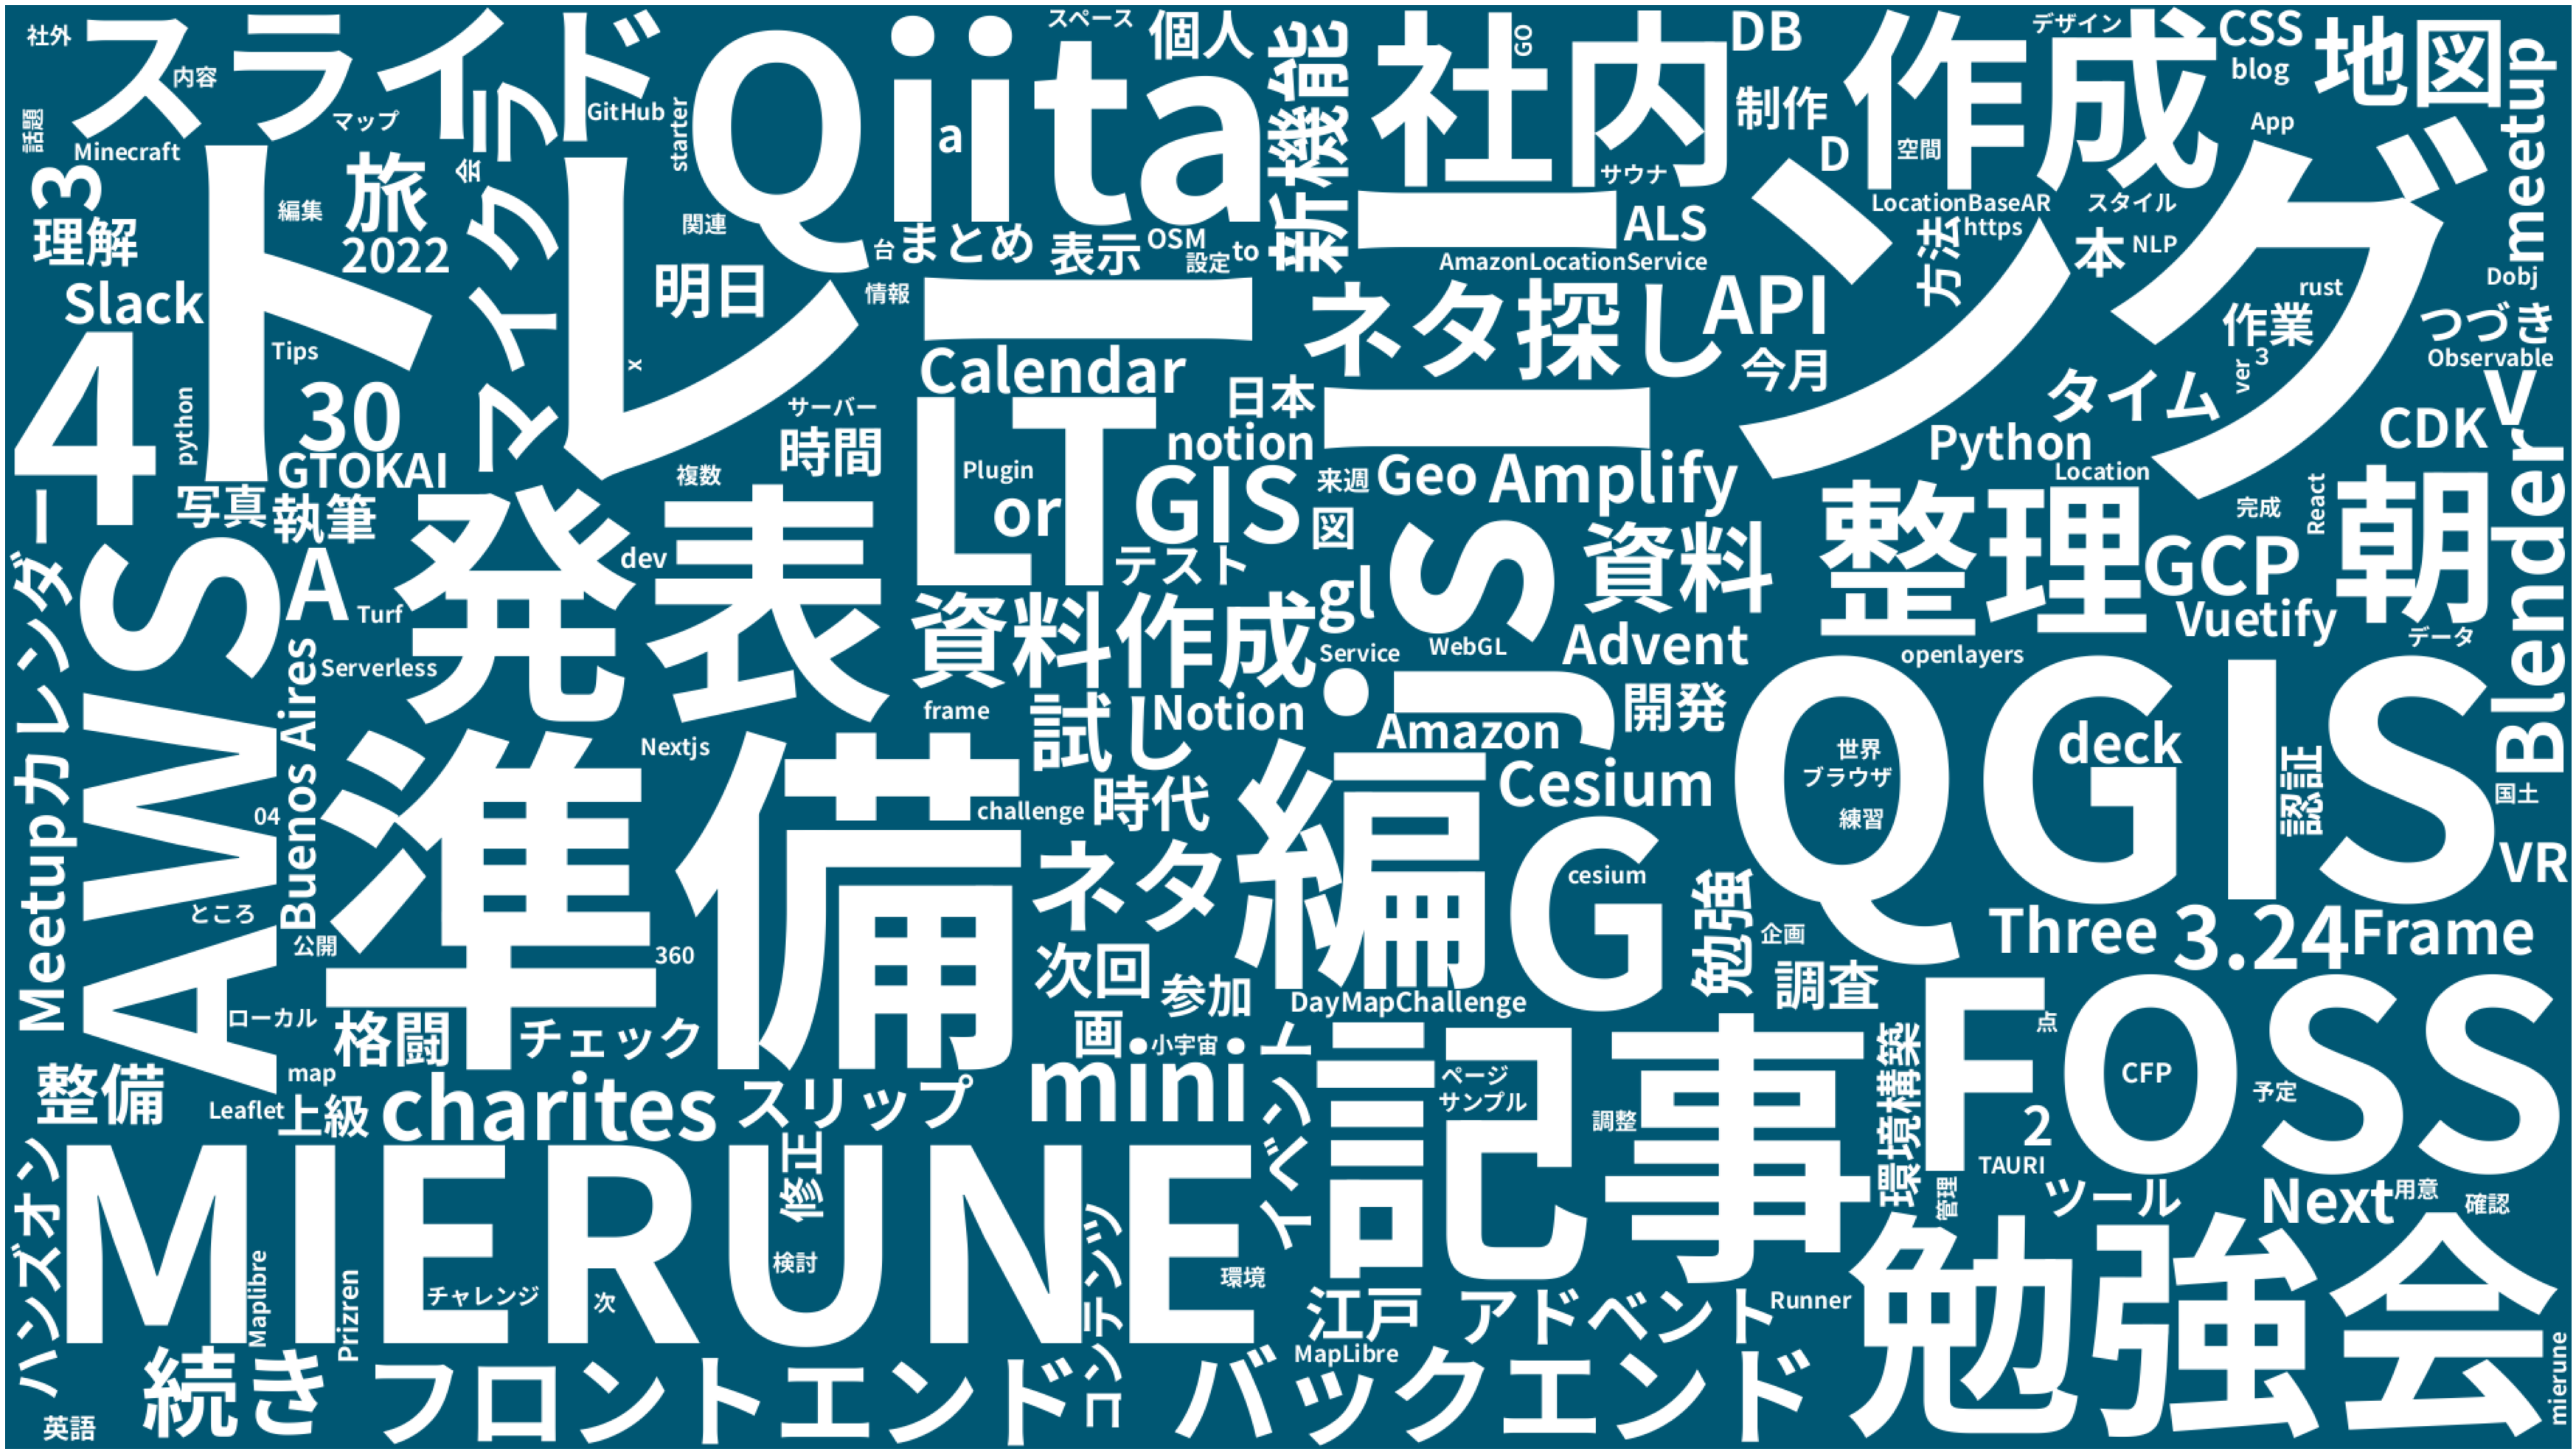 社外
スライド
内容
マップ
GitHub
話題
Minecraft
3
理解
編集
旅
2022
会
マイクラ
starter
Qiita
a
スペース
個人
新機能
関連
台
まとめ
表示
OSM
設定
to
情報
明日
社内
GO
DB
制作
D
サウナ
ALS
AmazonLocationService
作成
デザイン
空間
CSS
blog
地図
meetup
App
LocationBaseAR
https
スタイル
方法
本
NLP
Dobj
rust
作業
つづき
Observable
3
ver
タイム
v
Slack
トレーニング
Tips
x
4
python
30
GTOKAI
写真
執筆
サーバー
時間
複数
Calendar
LT
Plugin
or
日本
notion
GIS
ネタ探し
API
今月
来週
図
Geo
Amplify
Python
Location
CDK
Blender
React
完成
朝
整理
GCP
Vuetify
データ
発表
dev
A
Turf
Serverless
テスト
資料作成
gl
Service
js
WebGL
資料
Advent
openlayers
カレンダー
AWS
Buenos Aires
04
ところ
公開
Meetup
準備
Nextjs
frame
challenge
360
試し
Notion
時代
ネタ
次回
参加
編
Amazon
開発
Cesium
G
cesium
勉強
企画
調査
QGIS
世界
ブラウザ
練習
deck
認証
国土
VR
Three
3.24
Frame
DayMapChallenge
ローカル
格闘
チェック
画
小宇宙
mini
整備
map
Leaflet
上級
charites
スリップ
イベント
記事
ページ
サンプル
調整
環境構築
管理
FOSS
点
CFP
予定
2
TAURI
ツール
Next
用意
確認
ハンズオン
MIERUNE
修正
検討
Maplibre
Prizren
チャレンジ
次
コンテンツ
環境
江戸
アドベント
Runner
MapLibre
勉強会
mierune
続き
フロントエンド
バックエンド
英語